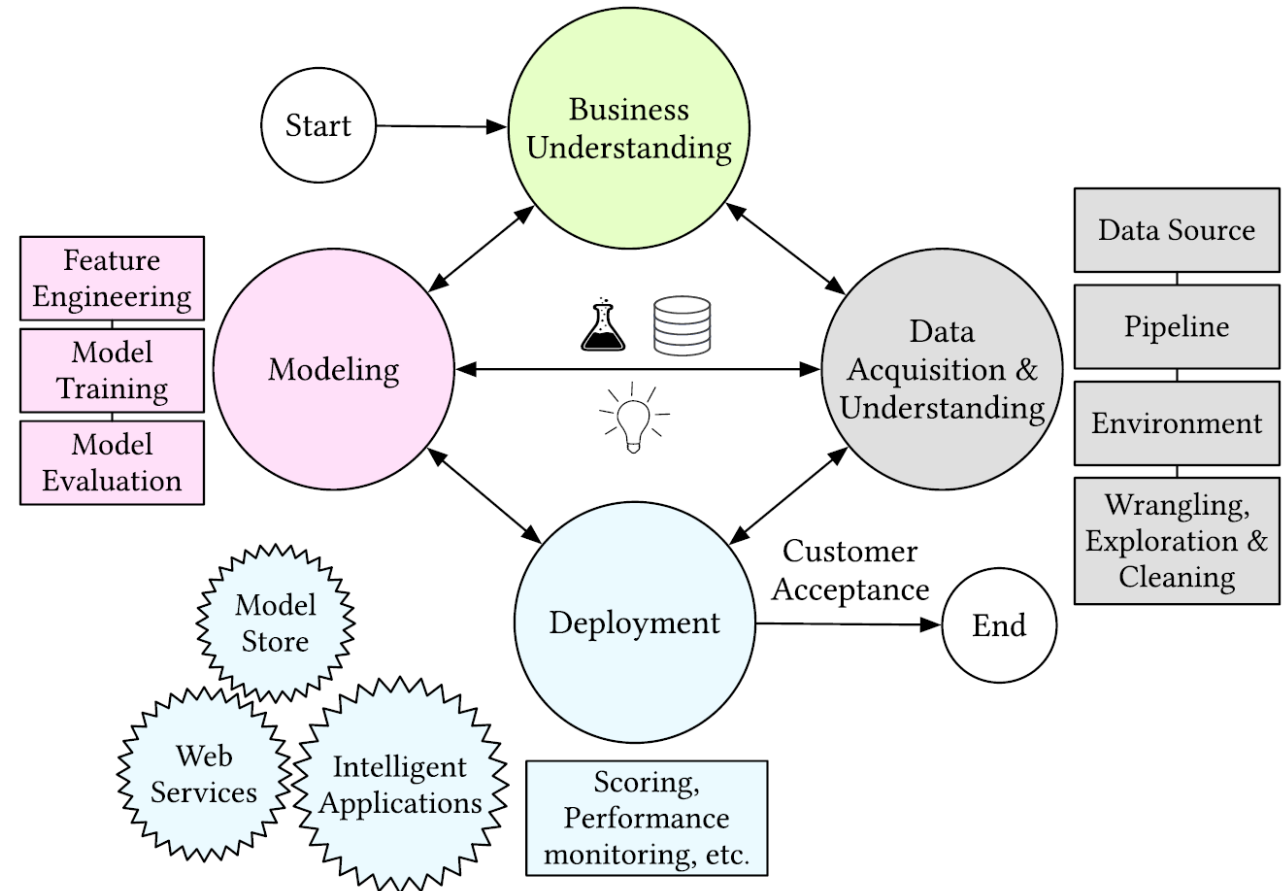 Start
Business
Understanding
Feature
Engineering
Model
Training
Model
Evaluation
Modeling
Data
Acquisition &
Understanding
Data Source
Pipeline
Environment
Wrangling,
Exploration &
Cleaning
Deployment
Customer
Acceptance
End
Model
Store
Web
Services
Intelligent
Applications
Scoring,
Performance
monitoring, etc.